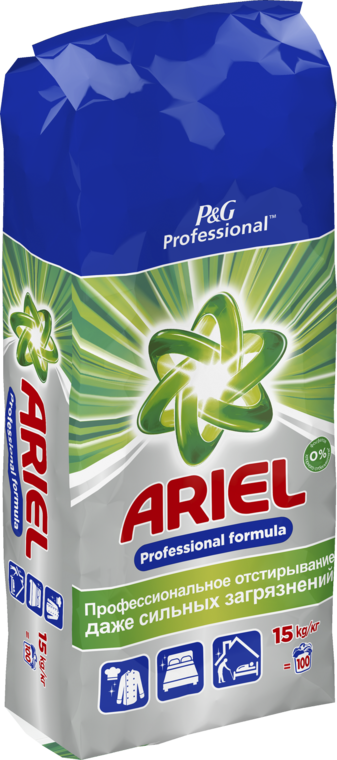 P&G
Professional™
ARIEL
Professional formula
0%
Профессиональное отстирывание
даже сильных загрязнений
15 kg/кг
= 100
ARIEL
Professional formula
15 kg/кг
= 100